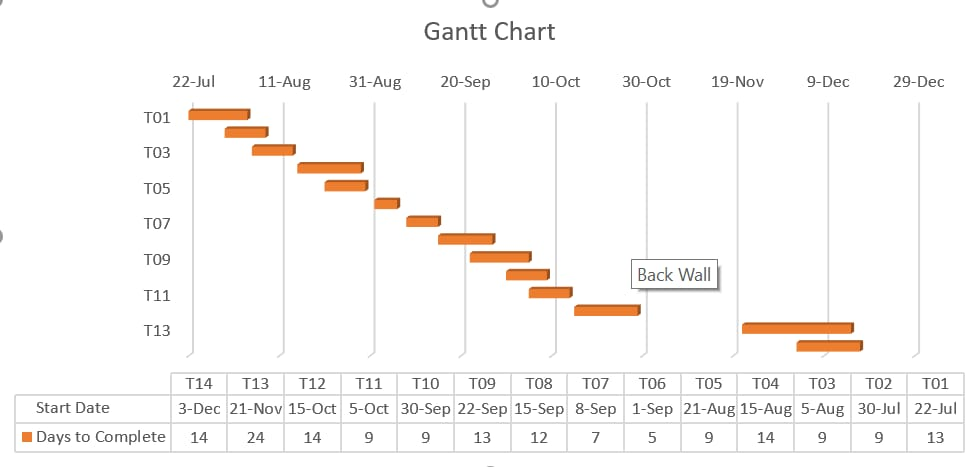 Gantt Chart
22-Jul 11-Aug 31-Aug 20-Sep 10-Oct 30-Oct 19-Nov 9-Dec 29-Dec
T01
T03
T05
T07
T09
Back Wall
T11
T13
T14 T13 T12 T11 T10 T09 T08 T07 T06 T05 T04 T03 T02 T01
Start Date 3-Dec 21-Nov 15-Oct 5-Oct 30-Sep 22-Sep 15-Sep 8-Sep 1-Sep 21-Aug 15-Aug 5-Aug 30-Jul 22-Jul
Days to Complete 14 24 14 9 9 13 12 7 5 9 14 9 9 13